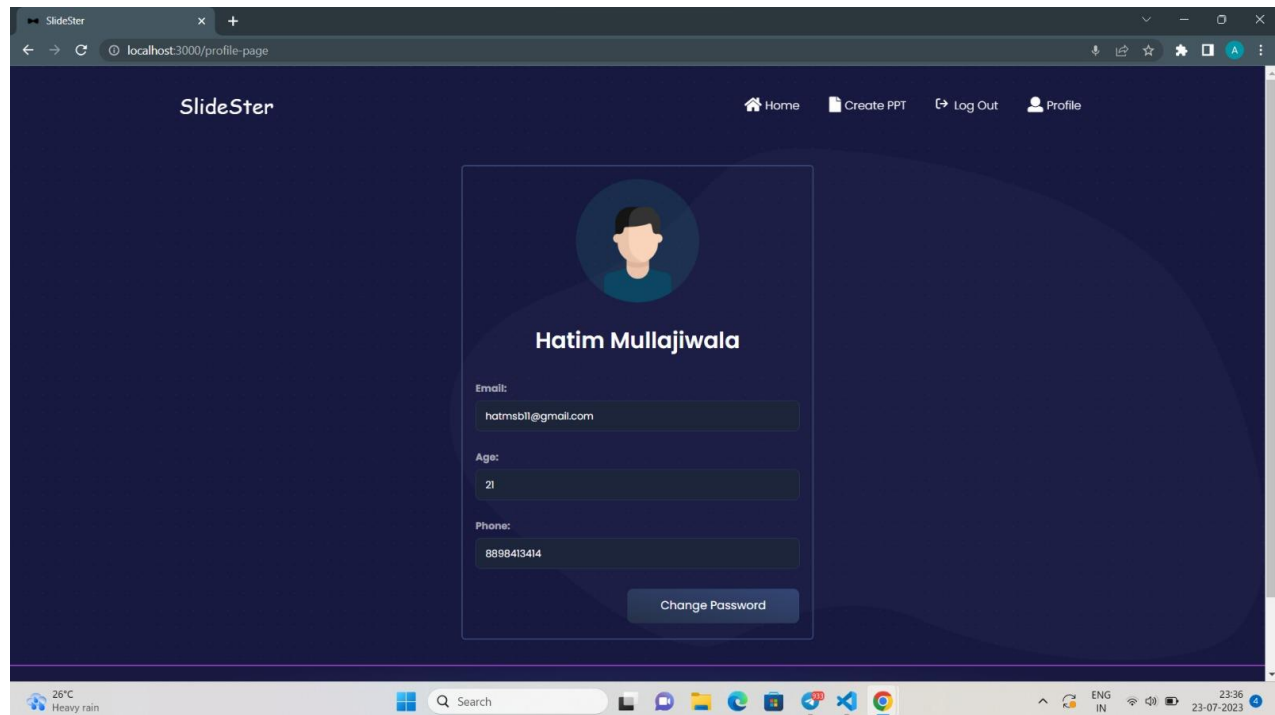 SlideSter
localhost:3000/profile-page
A
SlideSter
Home Create PPT Log Out Profile
Hatim Mullajiwala
Email:
hatmsb11@gmail.com
Age:
21
Phone:
8898413414
Change Password
26°C
Heavy rain
Search
ENG
IN
23:36
23-07-2023
4